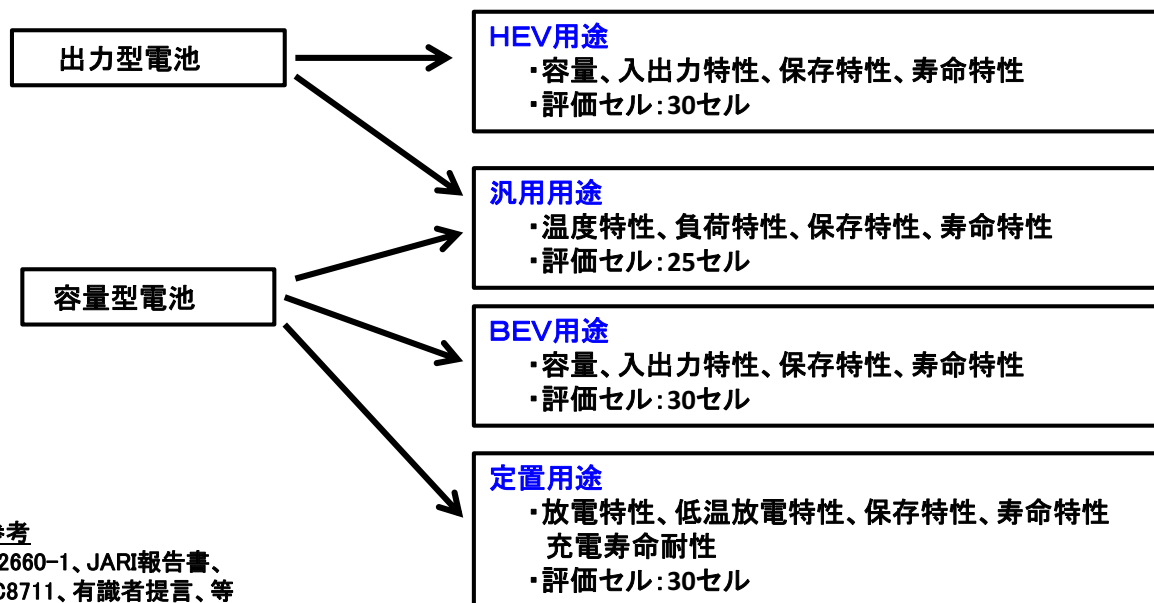 出力型電池
HEV用途
・容量、入出力特性、保存特性、寿命特性
・評価セル:30セル
汎用用途
・温度特性、負荷特性、保存特性、寿命特性
・評価セル:25セル
容量型電池
BEV用途
・容量、入出力特性、保存特性、寿命特性
・評価セル:30セル
定置用途
・放電特性、低温放電特性、保存特性、寿命特性
充電寿命耐性
・評価セル:30セル
参考
2660-1、JARI報告書、
C8711、有識者提言、等